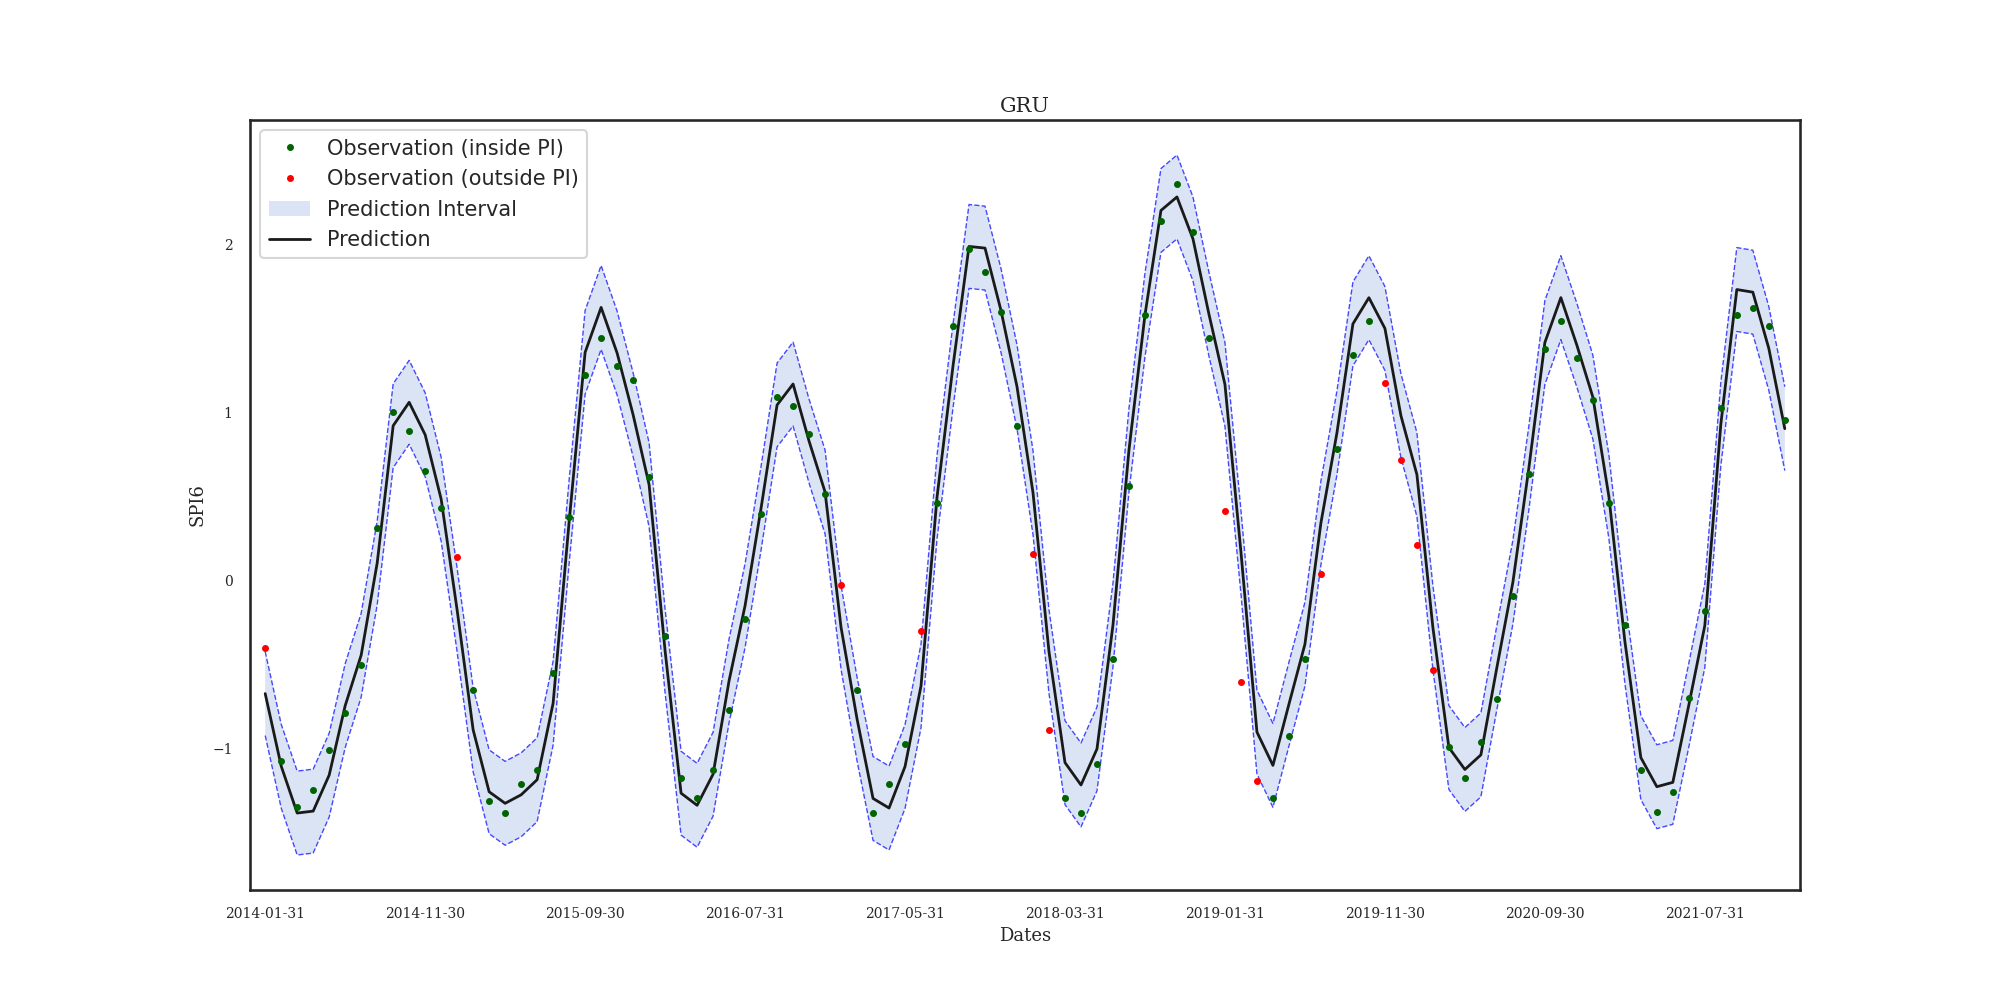 GRU
Observation (inside PI)
Observation (outside PI)
Prediction Interval
Prediction
SPI6
2
1
0
−1
2014-01-31 2014-11-30 2015-09-30 2016-07-31 2017-05-31 2018-03-31 2019-01-31 2019-11-30 2020-09-30 2021-07-31
Dates